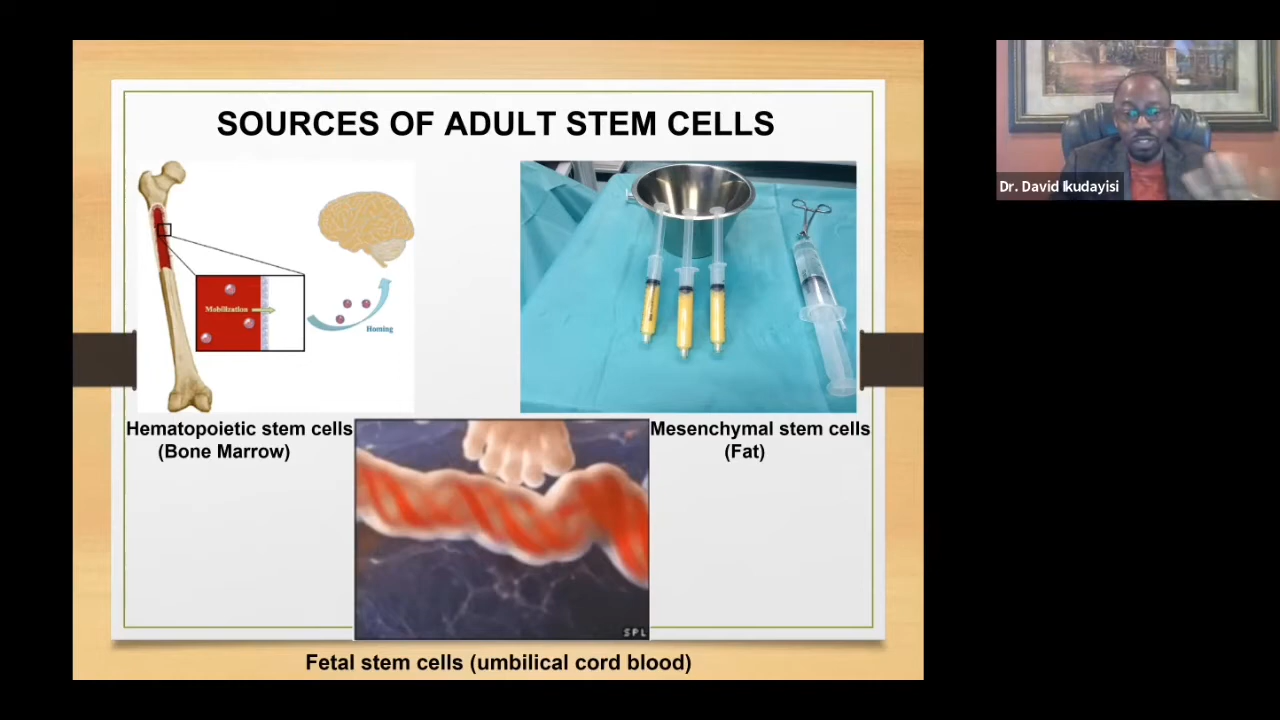 SOURCES OF ADULT STEM CELLS
Mobilization
Homing
Hematopoietic stem cells
(Bone Marrow)
Mesenchymal stem cells
(Fat)
SPL
Fetal stem cells (umbilical cord blood)
Dr. David Ikudayisi